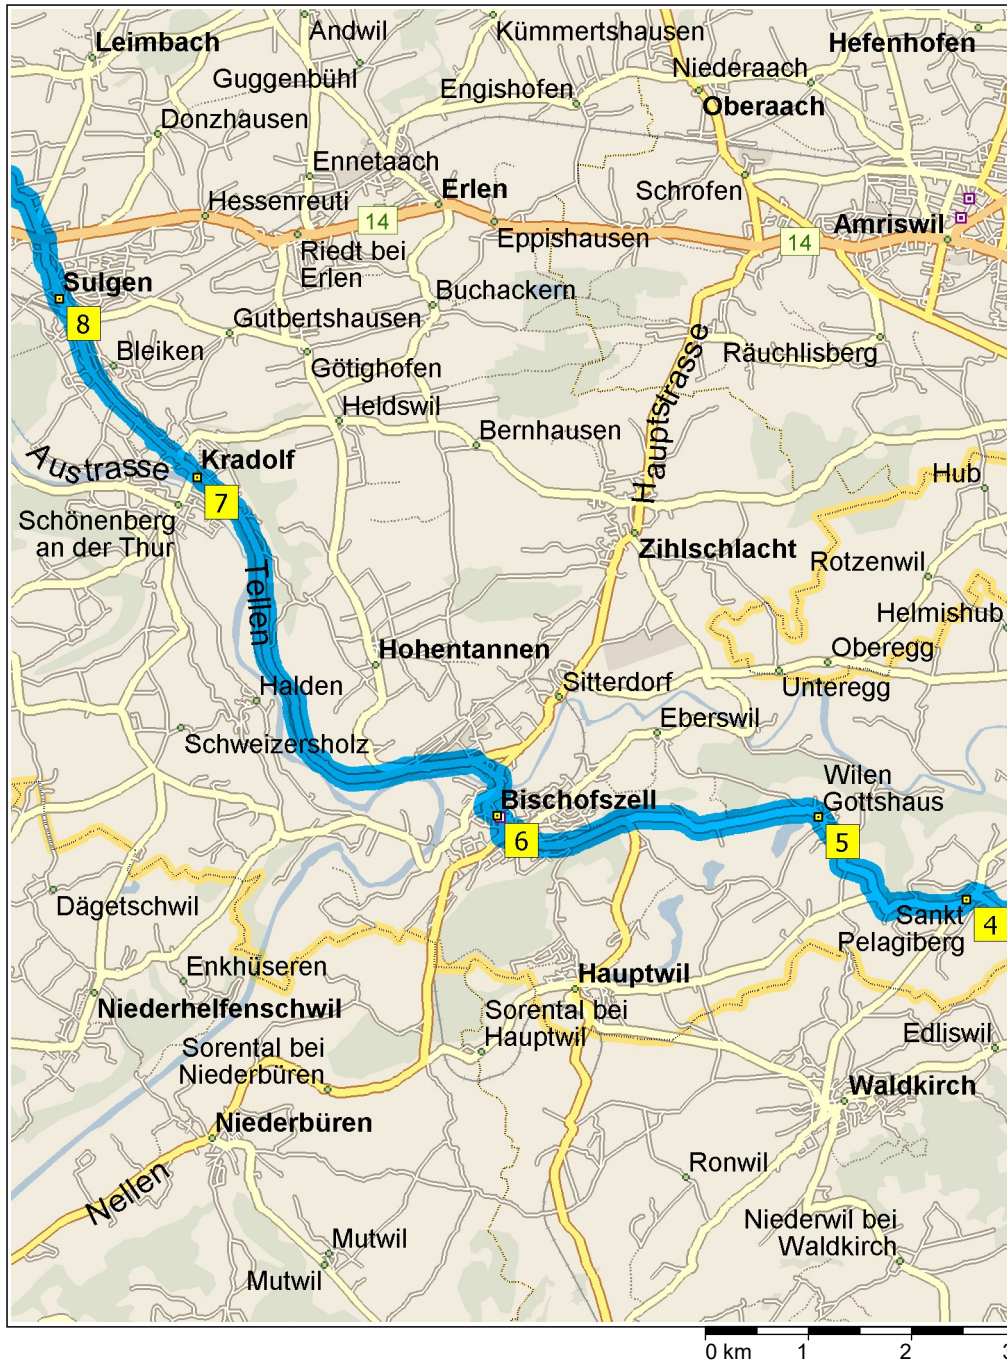 Andwil
Kümmertshausen
Leimbach
Hefenhofen
Guggenbühl
Niederaach
Engishofen
Oberaach
Donzhausen
Ennetaach
Erlen
Schrofen
Hessenreuti
14
Eppishausen
14
Amriswil
Riedt bei
Erlen
Sulgen
8
Buchackern
Gutbertshausen
Bleiken
Räuchlisberg
Götighofen
Hauptstrasse
Heldswil
Bernhausen
Austrasse
Kradolf
7
Hub
Schönenberg
an der Thur
Zihlschlacht
Rotzenwil
Tellen
Helmishub
Hohentannen
Oberegg
Halden
Sitterdorf
Unteregg
Eberswil
Schweizersholz
Wilen
Gottshaus
Bischofszell
6
5
Dägetschwil
Sankt
Pelagiberg
4
Enkhüseren
Hauptwil
Niederhelfenschwil
Sorental bei
Hauptwil
Edliswil
Sorental bei
Niederbüren
Waldkirch
Niederbüren
Ronwil
Nellen
Niederwil bei
Waldkirch
Mutwil
Mutwil
0 km 1 2 3